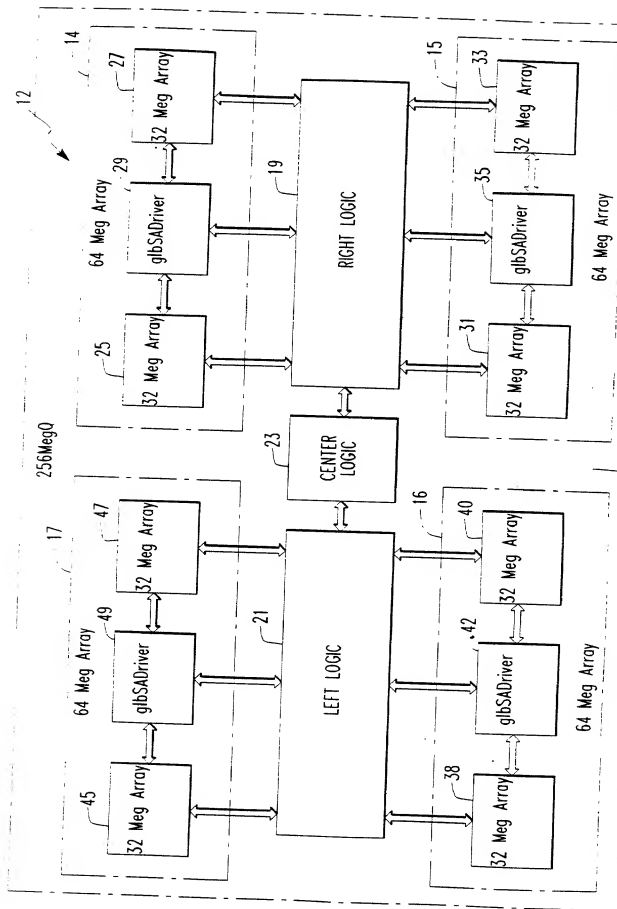 12
256MegQ
17
64 Meg Array
14
64 Meg Array
45
32 Meg Array
49
glbSADriver
47
32 Meg Array
25
32 Meg Array
29
glbSADriver
27
32 Meg Array
21
LEFT LOGIC
23
CENTER
LOGIC
19
RIGHT LOGIC
16
15
38
32 Meg Array
42
glbSADriver
40
32 Meg Array
31
32 Meg Array
35
glbSADriver
33
32 Meg Array
64 Meg Array
64 Meg Array